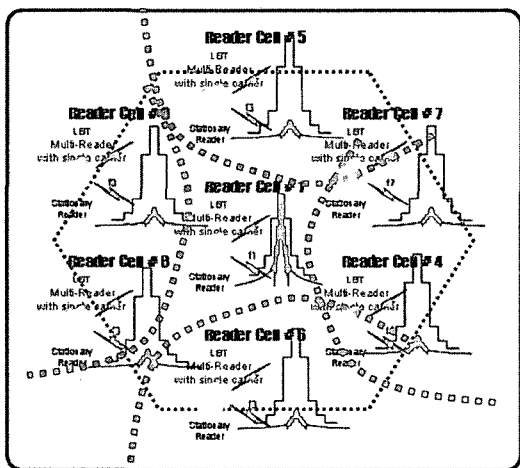 Reader Cell # 5
LBT
Multi-Reader
with single carrier
Stationary
Reader
Reader Cell #
LBT
Multi-Reader
with single carrier
Stationary
Reader
Reader Cell # 7
LBT
Multi-Reader
with single carrier
f7
Stationary
Reader
Reader Cell # 1
LBT
Multi-Reader
with single carrier
f1
Stationary
Reader
Reader Cell #
LBT
Multi-Reader
with single carrier
Stationary
Reader
Reader Cell # 4
LBT
Multi-Reader
with single carrier
Stationary
Reader
Reader Cell # 6
LBT
Multi-Reader
with single carrier
Stationary
Reader